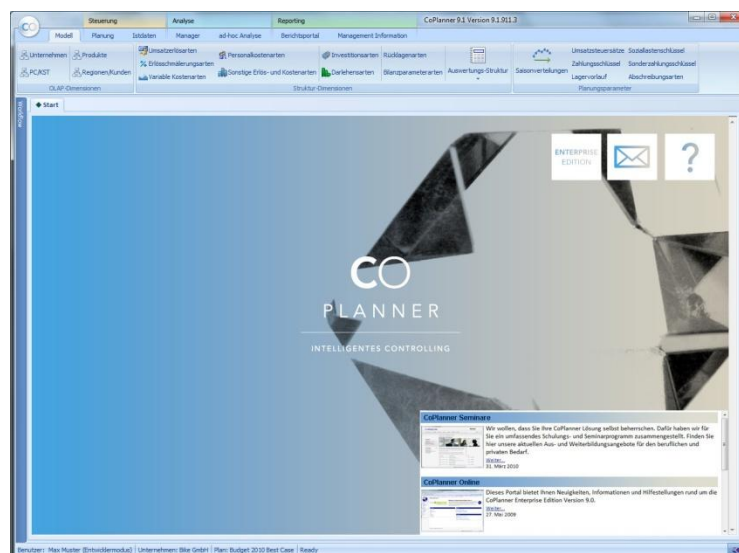 Steuerung Analyse Reporting CoPlanner 9.1 Version 9.1.911.3
CO
Modell Planung Istdaten Manager ad-hoc Analyse Berichtsportal Management Information
Unternehmen Produkte Umsatzerlösarten Personalkostenarten Investitionsarten Rücklagenarten Umsatzsteuersätze Soziallastenschlüssel
Erlösschmälerungsarten Auswertungs-Struktur Saisonverteilungen Zahlungsschlüssel Sonderzahlungsschlüssel
PC/KST Regionen/Kunden Variable Kostenarten Sonstige Erlös- und Kostenarten Darlehensarten Bilanzparameterarten Lagervorlauf Abschreibungsarten
OLAP-Dimensionen Struktur-Dimensionen Planungsparameter
Start
Workflow
ENTERPRISE
EDITION
?
CO
PLANNER
INTELLIGENTES CONTROLLING
CoPlanner Seminare
Wir wollen, dass Sie Ihre CoPlanner Lösung selbst beherrschen. Dafür haben wir für
Sie ein umfassendes Schulungs- und Seminarprogramm zusammengestellt. Finden Sie
hier unsere aktuellen Aus- und Weiterbildungsangebote für den beruflichen und
privaten Bedarf.
Weiter...
31. März 2010
CoPlanner Online
Dieses Portal bietet Ihnen Neuigkeiten, Informationen und Hilfestellungen rund um die
CoPlanner Enterprise Edition Version 9.0.
Weiter...
27. Mai 2009
Benutzer: Max Muster (Entwicklermodus) Unternehmen: Bike GmbH Plan: Budget 2010 Best Case Ready